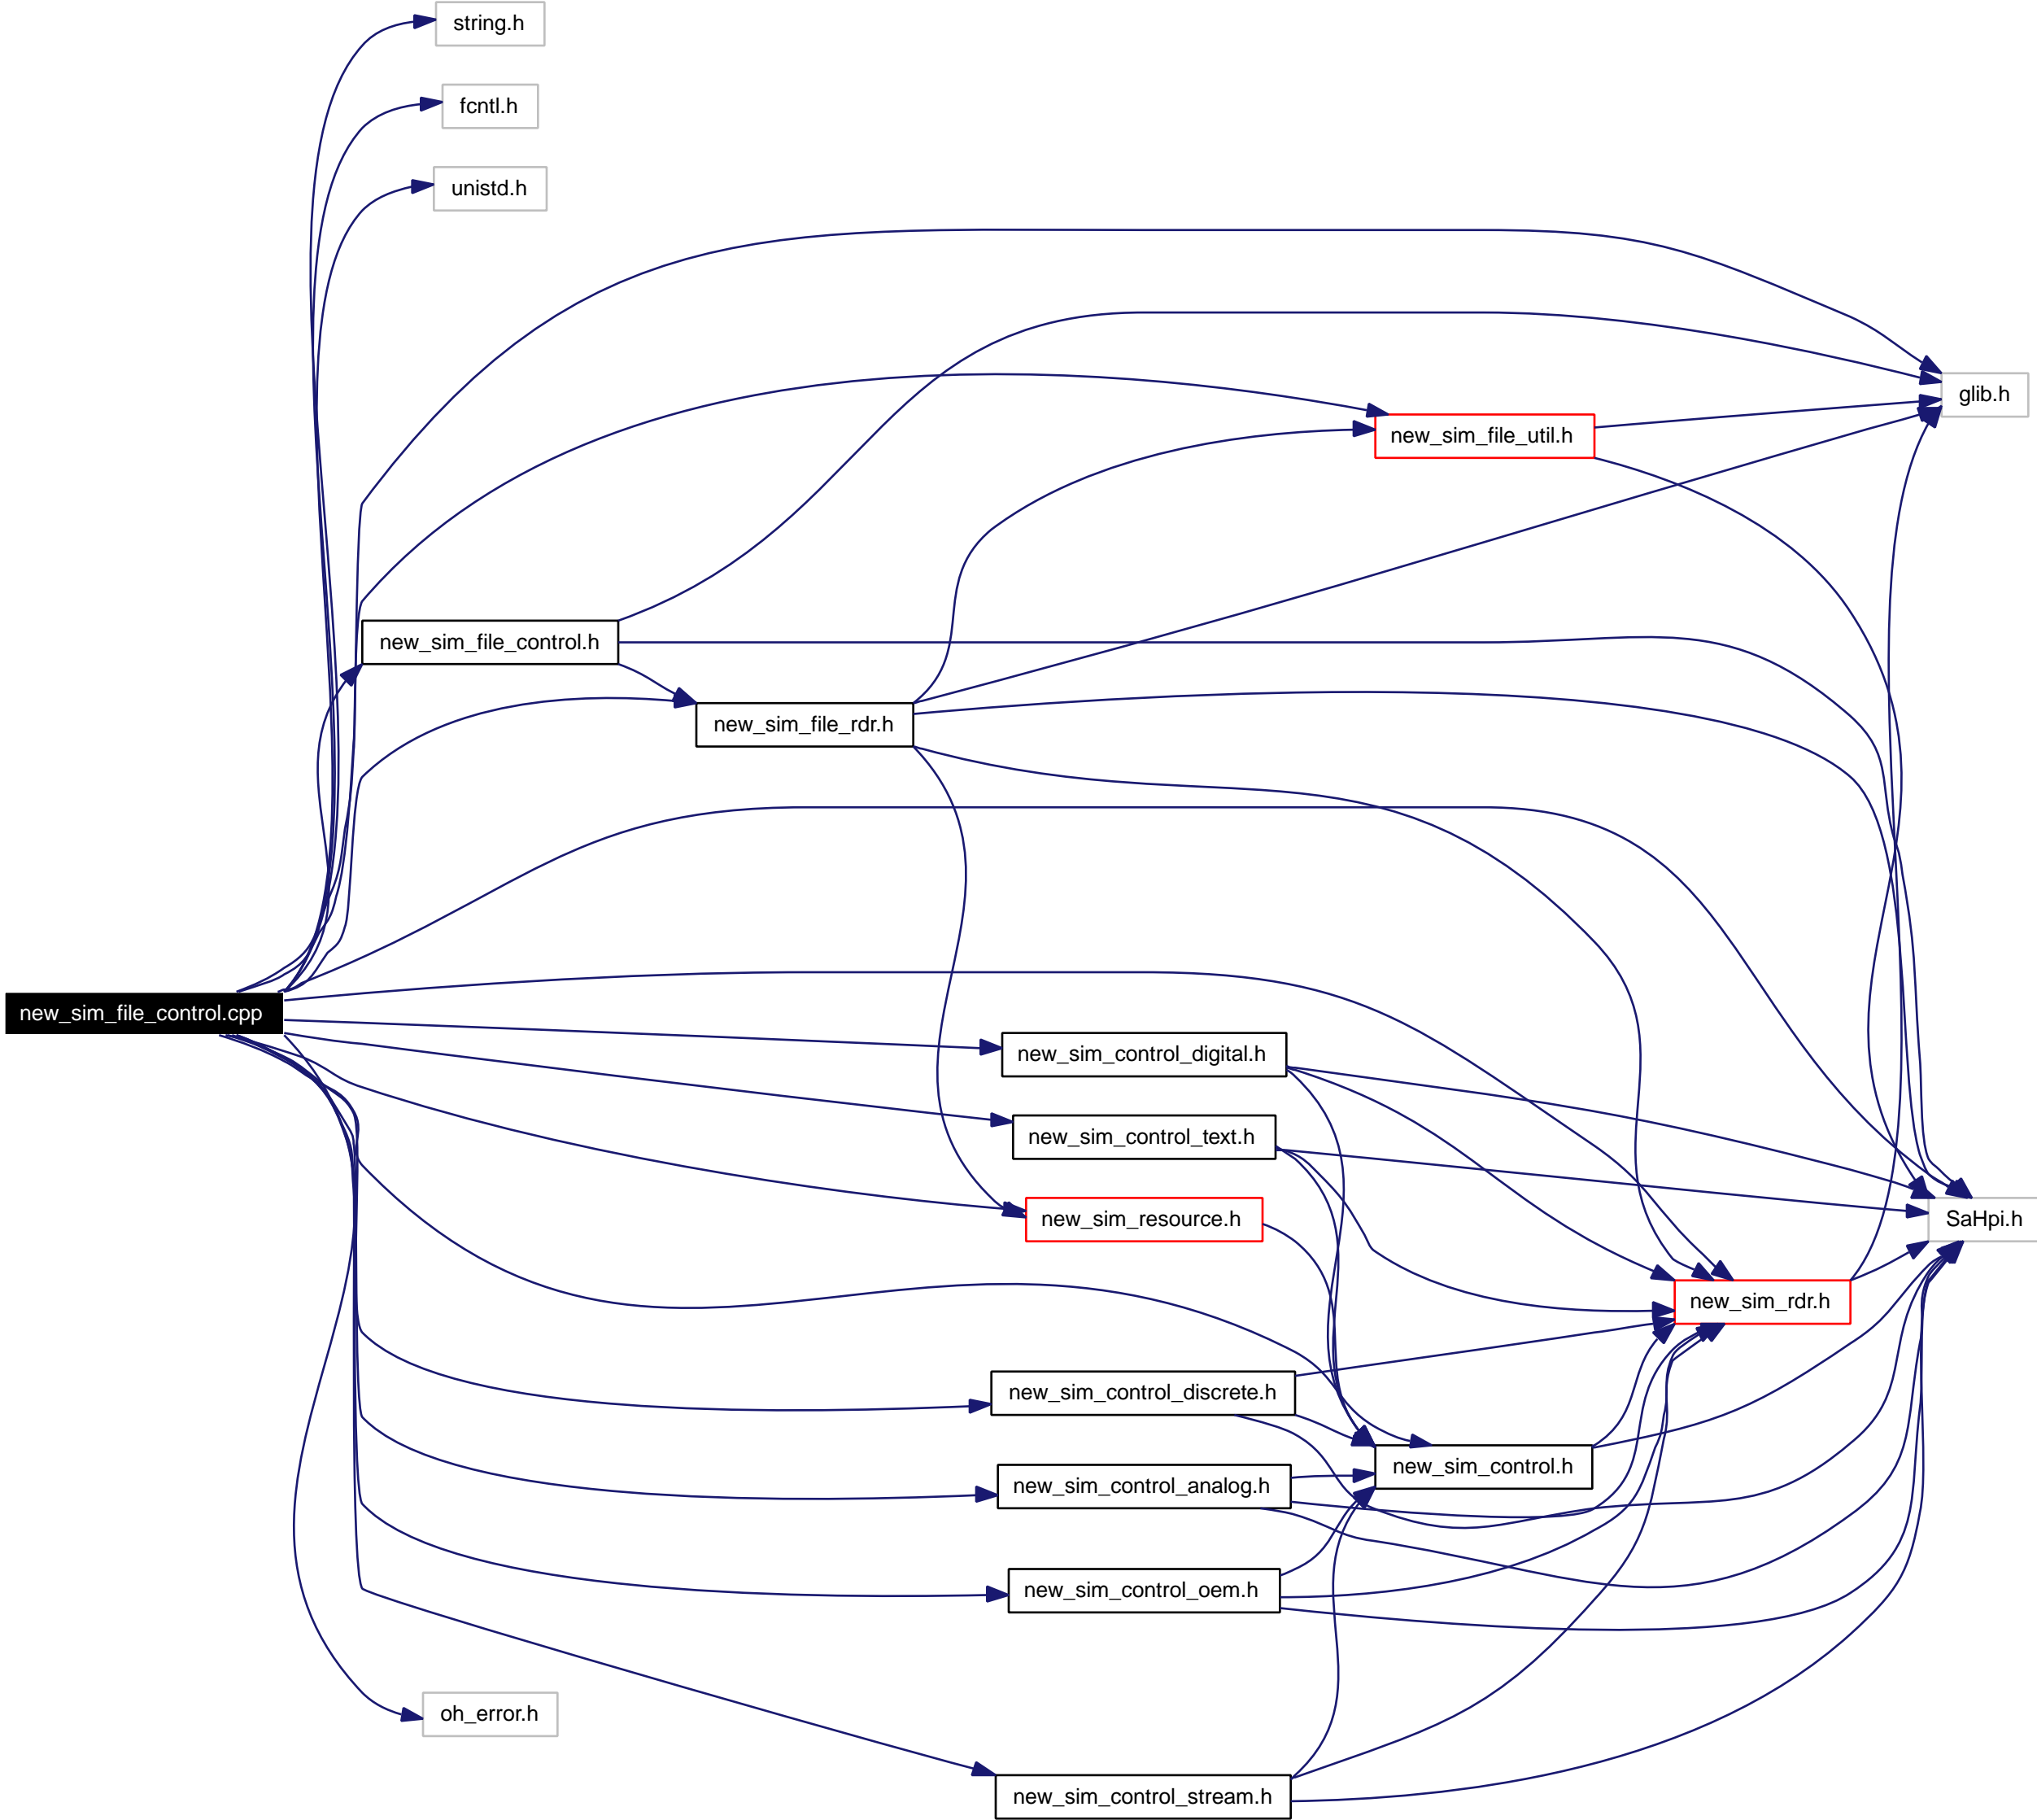 string.h
fcntl.h
unistd.h
glib.h
new_sim_file_util.h
new_sim_file_control.h
new_sim_file_rdr.h
new_sim_file_control.cpp
new_sim_control_digital.h
new_sim_control_text.h
new_sim_resource.h
SaHpi.h
new_sim_rdr.h
new_sim_control_discrete.h
new_sim_control.h
new_sim_control_analog.h
new_sim_control_oem.h
oh_error.h
new_sim_control_stream.h